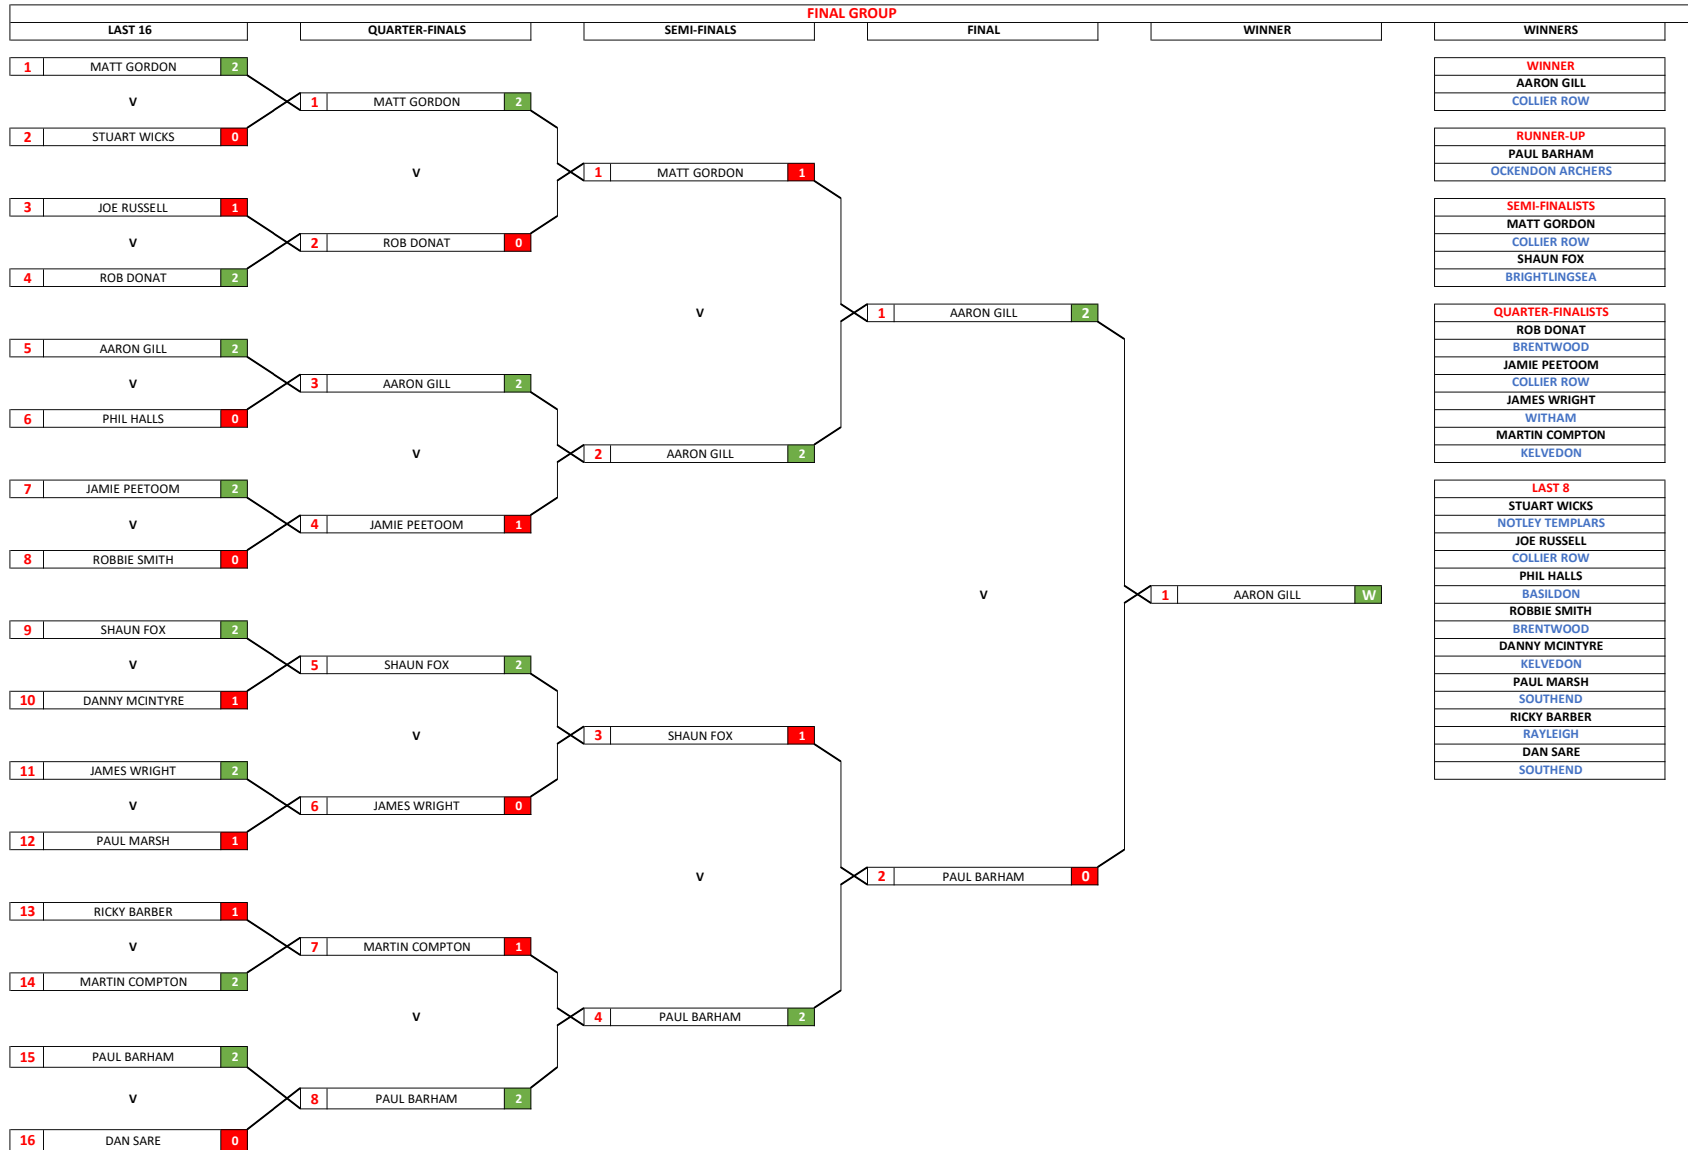 FINAL GROUP
LAST 16 QUARTER-FINALS SEMI-FINALS FINAL WINNER WINNERS
1 MATT GORDON 2
V
2 STUART WICKS 0
3 JOE RUSSELL 1
V
4 ROB DONAT 2
5 AARON GILL 2
V
6 PHIL HALLS 0
7 JAMIE PEETOOM 2
V
8 ROBBIE SMITH 0
9 SHAUN FOX 2
V
10 DANNY MCINTYRE 1
11 JAMES WRIGHT 2
V
12 PAUL MARSH 1
13 RICKY BARBER 1
V
14 MARTIN COMPTON 2
15 PAUL BARHAM 2
V
16 DAN SARE 0
1 MATT GORDON 2
V
2 ROB DONAT 0
3 AARON GILL 2
V
4 JAMIE PEETOOM 1
5 SHAUN FOX 2
V
6 JAMES WRIGHT 0
7 MARTIN COMPTON 1
V
8 PAUL BARHAM 2
1 MATT GORDON 1
V
2 AARON GILL 2
3 SHAUN FOX 1
V
4 PAUL BARHAM 2
1 AARON GILL 2
V
2 PAUL BARHAM 0
1 AARON GILL W
WINNER
AARON GILL
COLLIER ROW
RUNNER-UP
PAUL BARHAM
OCKENDON ARCHERS
SEMI-FINALISTS
MATT GORDON
COLLIER ROW
SHAUN FOX
BRIGHTLINGSEA
QUARTER-FINALISTS
ROB DONAT
BRENTWOOD
JAMIE PEETOOM
COLLIER ROW
JAMES WRIGHT
WITHAM
MARTIN COMPTON
KELVEDON
LAST 8
STUART WICKS
NOTLEY TEMPLARS
JOE RUSSELL
COLLIER ROW
PHIL HALLS
BASILDON
ROBBIE SMITH
BRENTWOOD
DANNY MCINTYRE
KELVEDON
PAUL MARSH
SOUTHEND
RICKY BARBER
RAYLEIGH
DAN SARE
SOUTHEND